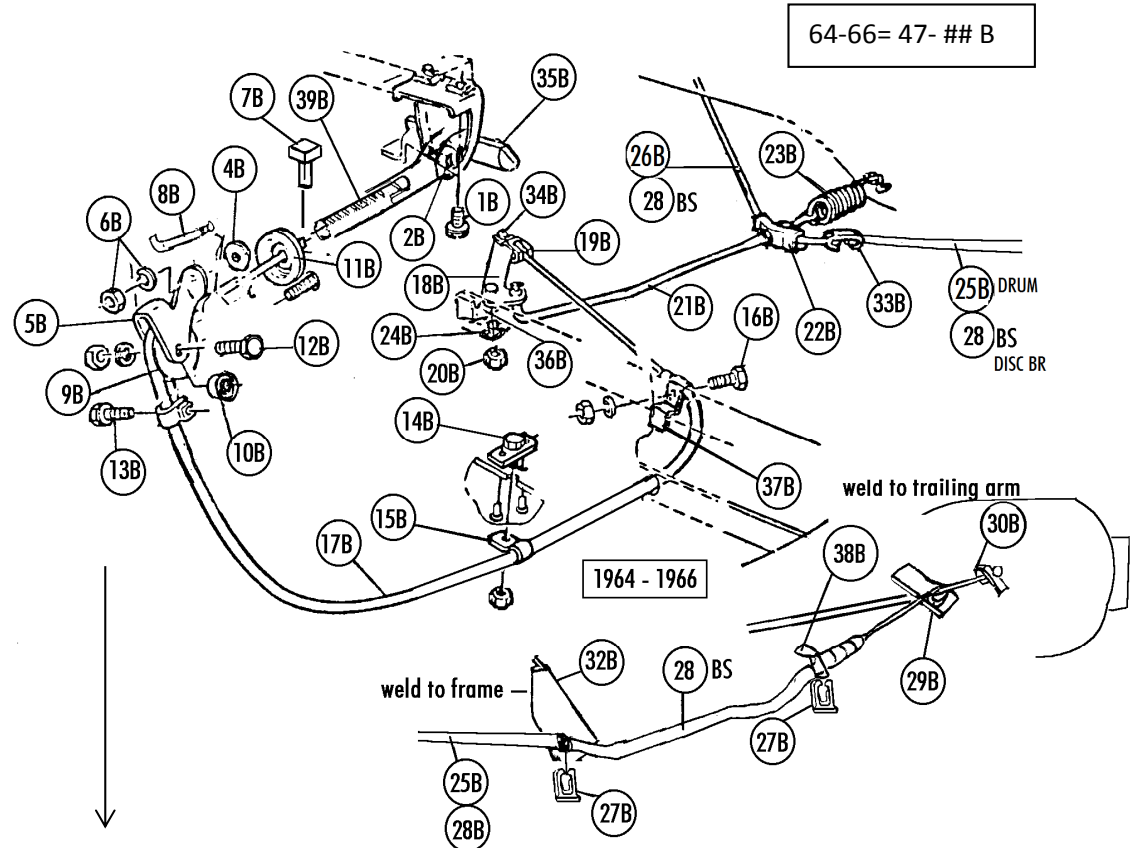 64-66= 47- ## B
35B
7B
39B
4B
8B
6B
26B
23B
28 BS
1B
34B
2B
19B
11B
18B
5B
21B
25B DRUM
33B
22B
16B
12B
24B
36B
28 BS
DISC BR
20B
9B
14B
10B
13B
37B
weld to trailing arm
15B
30B
17B
38B
1964 - 1966
32B
28 BS
weld to frame
29B
27B
25B
27B
28B